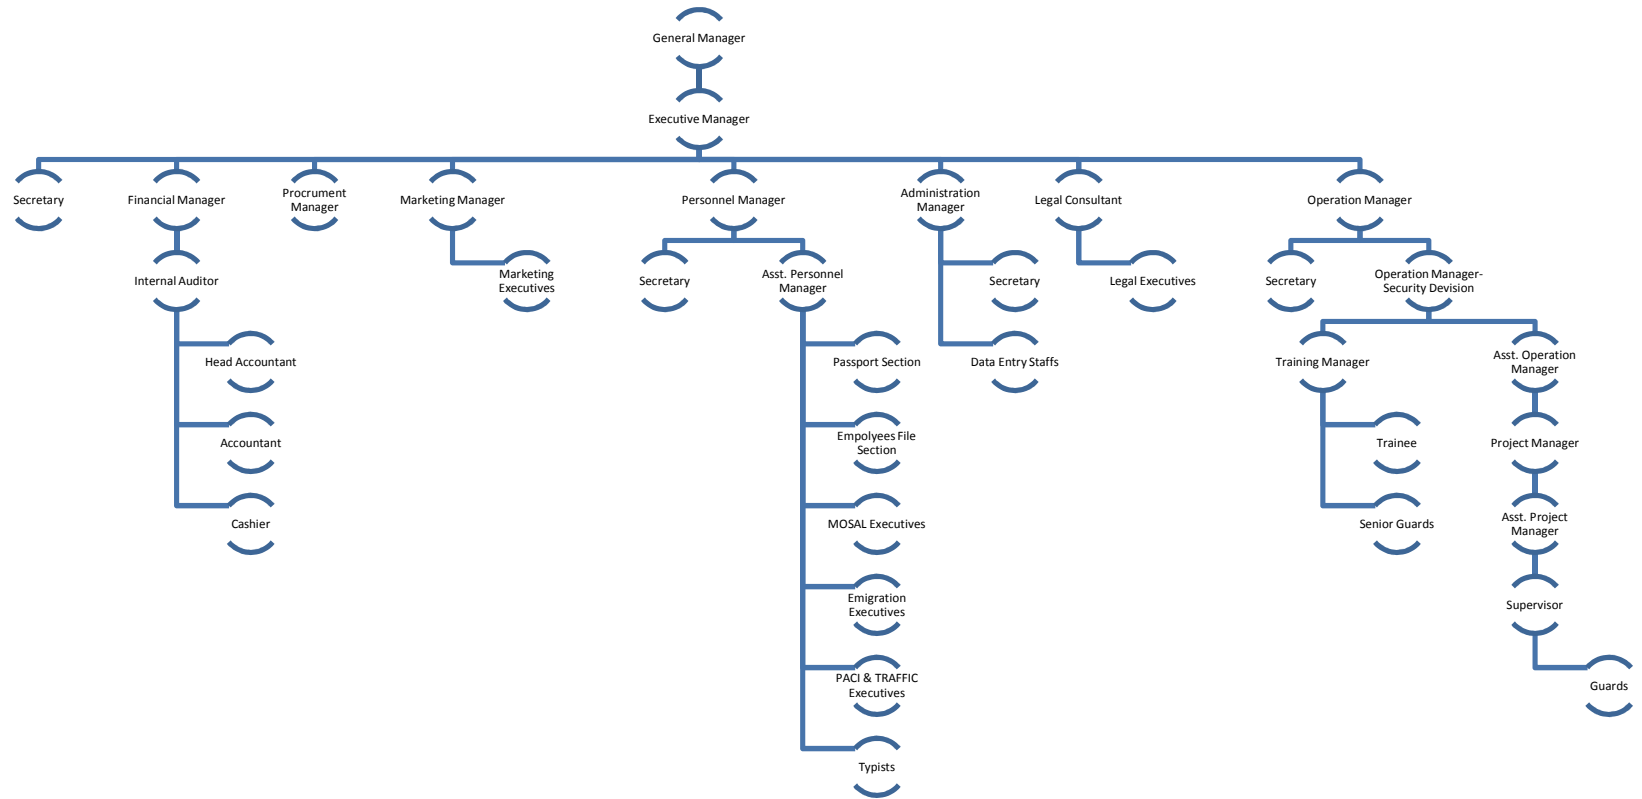 General Manager
Executive Manager
Secretary
Financial Manager
Procrument
Manager
Marketing Manager
Personnel Manager
Administration
Manager
Legal Consultant
Operation Manager
Internal Auditor
Marketing
Executives
Secretary
Asst. Personnel
Manager
Secretary
Legal Executives
Secretary
Operation Manager-
Security Devision
Head Accountant
Passport Section
Data Entry Staffs
Training Manager
Asst. Operation
Manager
Accountant
Empolyees File
Section
Trainee
Project Manager
Cashier
MOSAL Executives
Senior Guards
Asst. Project
Manager
Emigration
Executives
Supervisor
PACI & TRAFFIC
Executives
Guards
Typists